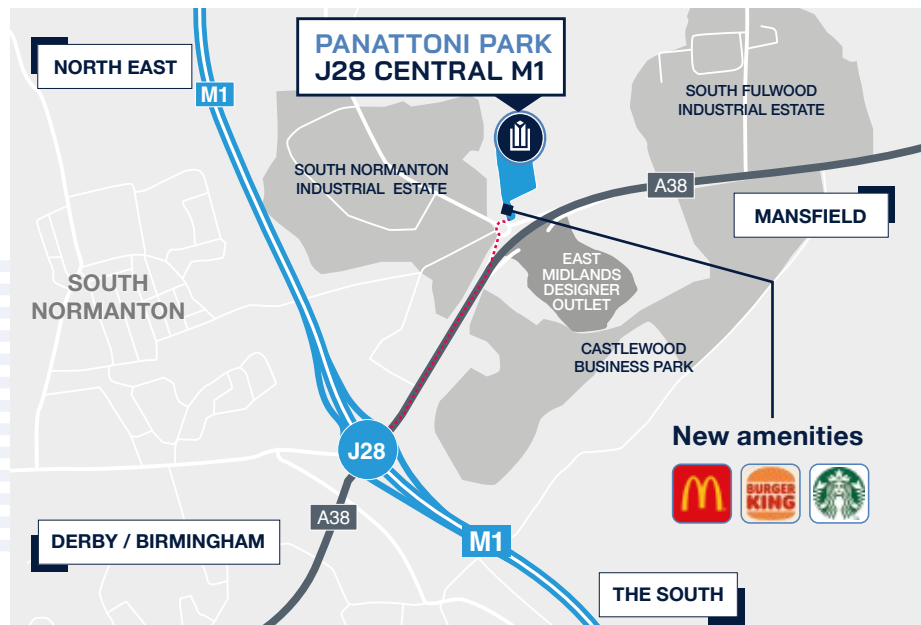 PANATTONI PARK
J28 CENTRAL M1
NORTH EAST
M1
SOUTH FULWOOD
INDUSTRIAL ESTATE
SOUTH NORMANTON
INDUSTRIAL ESTATE
A38
MANSFIELD
EAST
MIDLANDS
DESIGNER
OUTLET
SOUTH
NORMANTON
CASTLEWOOD
BUSINESS PARK
New amenities
J28
BURGER
KING
A38
DERBY / BIRMINGHAM
M1
THE SOUTH